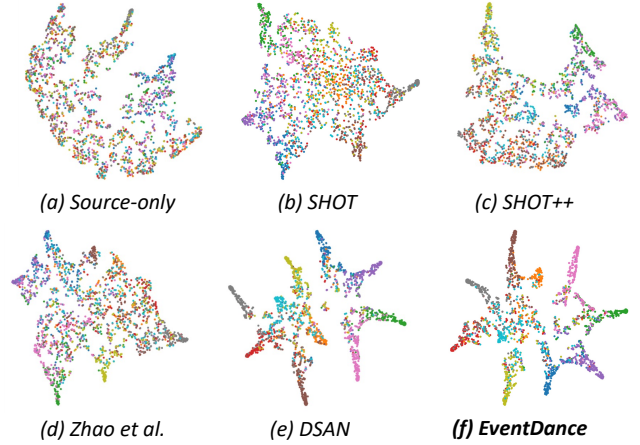 (a) Source-only
(b) SHOT
(c) SHOT++
(d) Zhao et al.
(e) DSAN
(f) EventDance